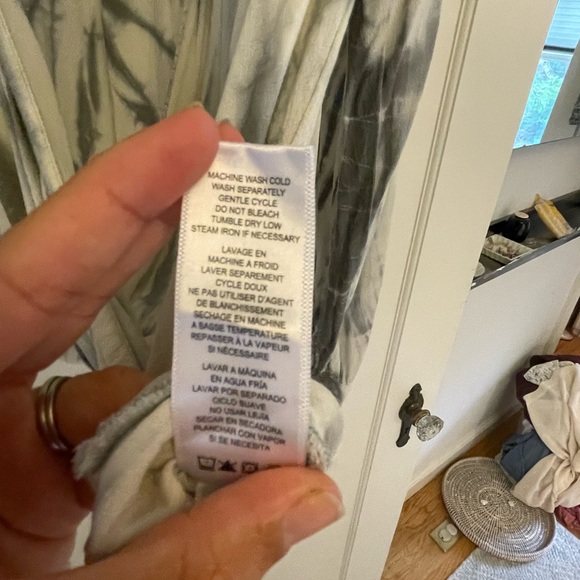 MACHINE WASH COLD
WASH SEPARATELY
GENTLE CYCLE
DO NOT BLEACH
TUMBLE DRY LOW
STEAM IRON IF NECESSARY
LAVAGE EN
MACHINE À FROID
LAVER SEPAREMENT
CYCLE DOUX
NE PAS UTILISER D'AGENT
DE BLANCHISSEMENT
SECHAGE EN MACHINE
A BASSE TEMPERATURE
REPASSER À LA VAPEUR
SI NÉCESSAIRE
LAVAR A MÁQUINA
EN AGUA FRÍA
LAVAR POR SEPARADO
CICLO SUAVE
NO USAR LEJÍA
SECAR EN SECADORA
PLANCHAR CON VAPOR
SI SE NECESITA